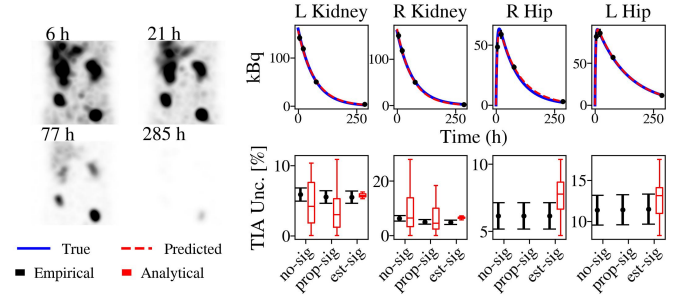 6 h 21 h
77 h 285 h
True Predicted
Empirical Analytical
L Kidney R Kidney R Hip L Hip
kBq
100
0
100
0
50
0
50
0
0 250 0 250 0 250 0 250
Time (h)
TIA Unc. [%]
10
5
0
20
0
10
5
15
10
no-sig prop-sig est-sig no-sig prop-sig est-sig no-sig prop-sig est-sig no-sig prop-sig est-sig